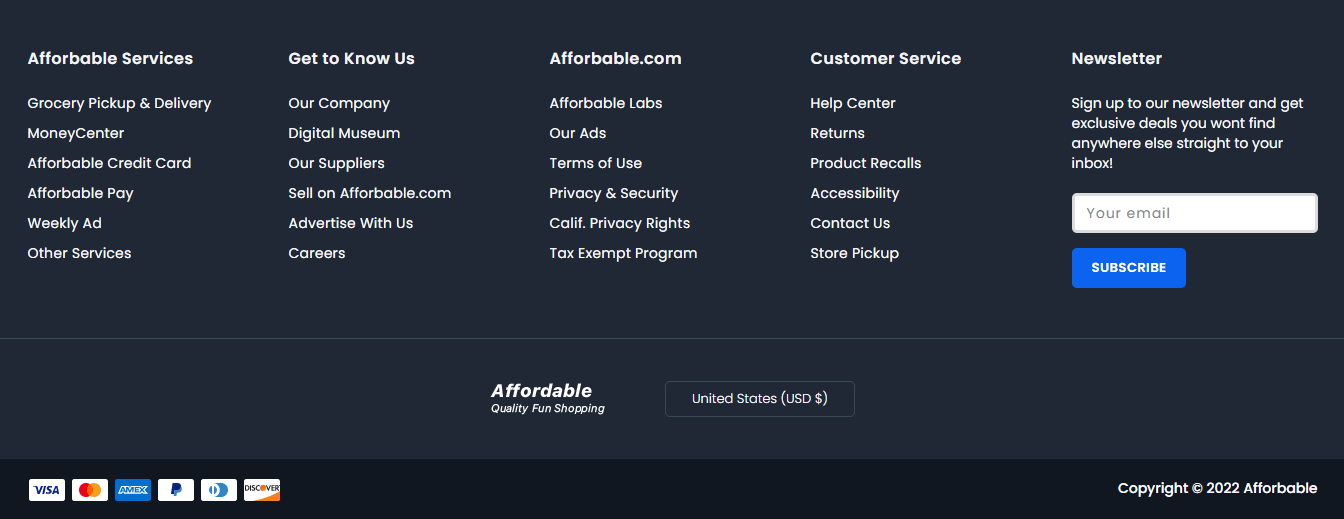 Afforbable Services
Grocery Pickup & Delivery
MoneyCenter
Afforbable Credit Card
Afforbable Pay
Weekly Ad
Other Services
Get to Know Us
Our Company
Digital Museum
Our Suppliers
Sell on Afforbable.com
Advertise With Us
Careers
Afforbable.com
Afforbable Labs
Our Ads
Terms of Use
Privacy & Security
Calif. Privacy Rights
Tax Exempt Program
Customer Service
Help Center
Returns
Product Recalls
Accessibility
Contact Us
Store Pickup
Newsletter
Sign up to our newsletter and get
exclusive deals you wont find
anywhere else straight to your
inbox!
Your email
SUBSCRIBE
Affordable
Quality Fun Shopping
United States (USD $)
VISA
AMEX
DISCOVER
Copyright © 2022 Afforbable